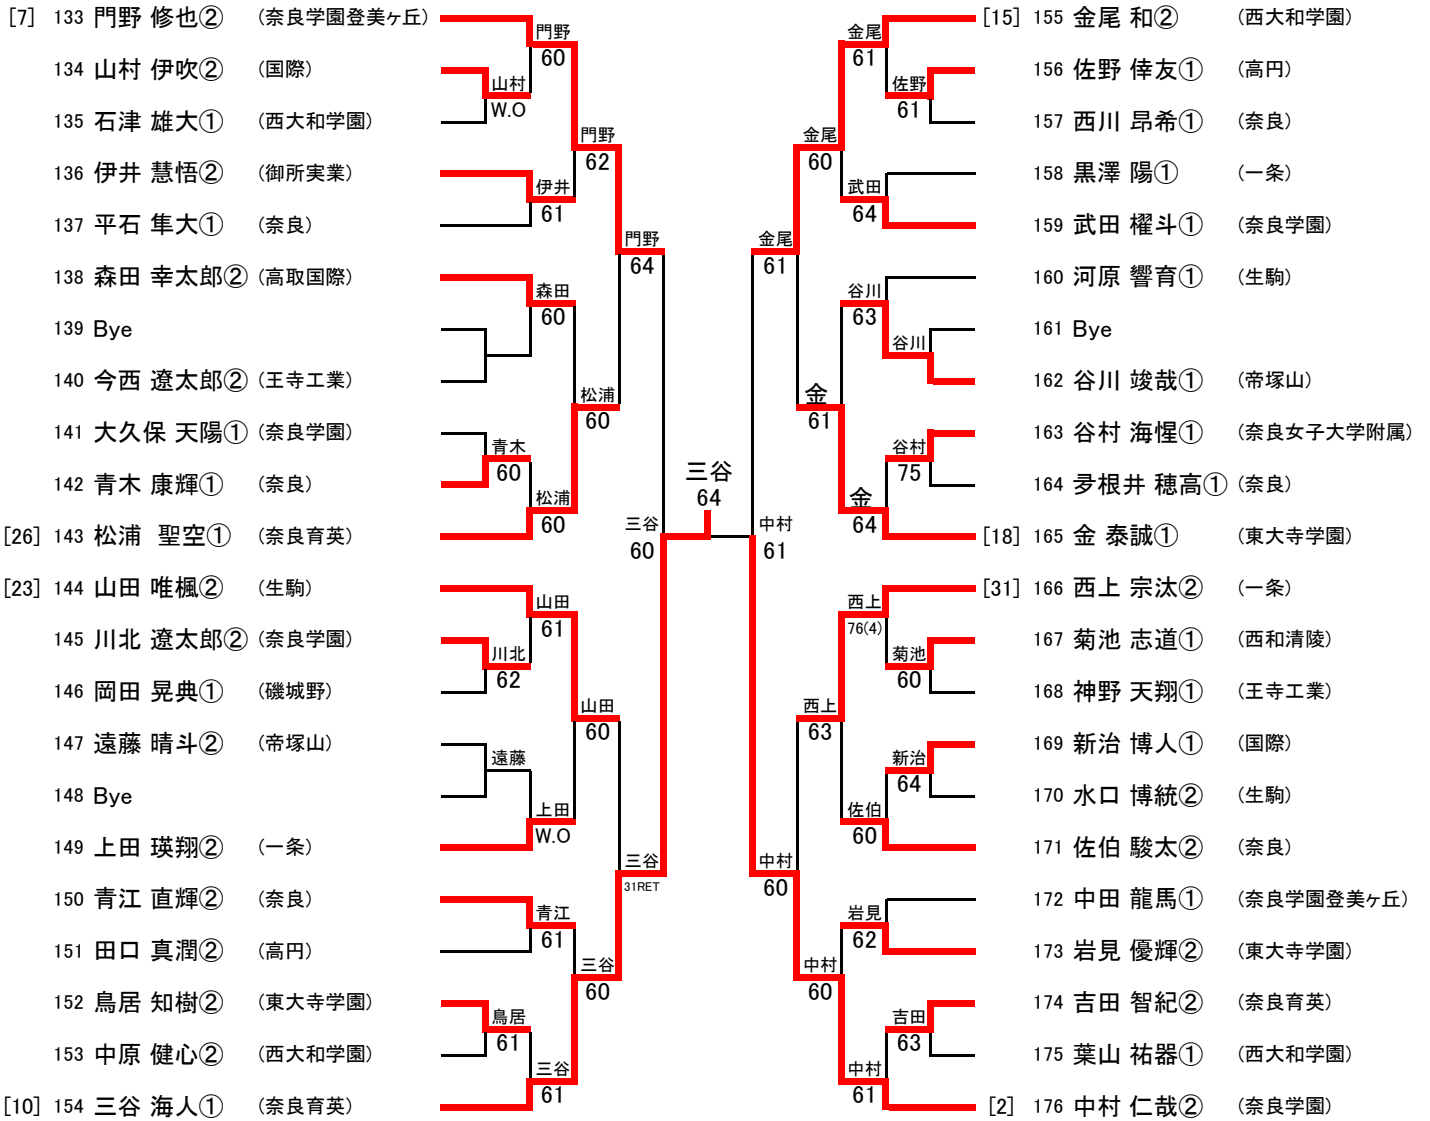 [7] 133 門野 修也② (奈良学園登美ヶ丘)
134 山村 伊吹② (国際)
135 石津 雄大① (西大和学園)
136 伊井 慧悟② (御所実業)
137 平石 隼大① (奈良)
138 森田 幸太郎② (高取国際)
139 Bye
140 今西 遼太郎② (王寺工業)
141 大久保 天陽① (奈良学園)
142 青木 康輝① (奈良)
[26] 143 松浦 聖空① (奈良育英)
[23] 144 山田 唯楓② (生駒)
145 川北 遼太郎② (奈良学園)
146 岡田 晃典① (磯城野)
147 遠藤 晴斗② (帝塚山)
148 Bye
149 上田 瑛翔② (一条)
150 青江 直輝② (奈良)
151 田口 真潤② (高円)
152 鳥居 知樹② (東大寺学園)
153 中原 健心② (西大和学園)
[10] 154 三谷 海人① (奈良育英)
門野
60
山村
W.O
門野
62
伊井
61
門野
64
森田
60
松浦
60
青木
60
松浦
60
三谷
60
山田
61
川北
62
山田
60
遠藤
上田
W.O
三谷
31RET
青江
61
三谷
60
鳥居
61
三谷
61
三谷
64
金尾
61
佐野
61
金尾
60
武田
64
金尾
61
谷川
63
谷川
金
61
谷村
75
金
64
中村
61
西上
76(4)
菊池
60
西上
63
新治
64
佐伯
60
中村
60
岩見
62
中村
60
吉田
63
中村
61
[15] 155 金尾 和② (西大和学園)
156 佐野 倖友① (高円)
157 西川 昂希① (奈良)
158 黒澤 陽① (一条)
159 武田 櫂斗① (奈良学園)
160 河原 響育① (生駒)
161 Bye
162 谷川 竣哉① (帝塚山)
163 谷村 海惺① (奈良女子大学附属)
164 夛根井 穂高① (奈良)
[18] 165 金 泰誠① (東大寺学園)
[31] 166 西上 宗汰② (一条)
167 菊池 志道① (西和清陵)
168 神野 天翔① (王寺工業)
169 新治 博人① (国際)
170 水口 博統② (生駒)
171 佐伯 駿太② (奈良)
172 中田 龍馬① (奈良学園登美ヶ丘)
173 岩見 優輝② (東大寺学園)
174 吉田 智紀② (奈良育英)
175 葉山 祐器① (西大和学園)
[2] 176 中村 仁哉② (奈良学園)